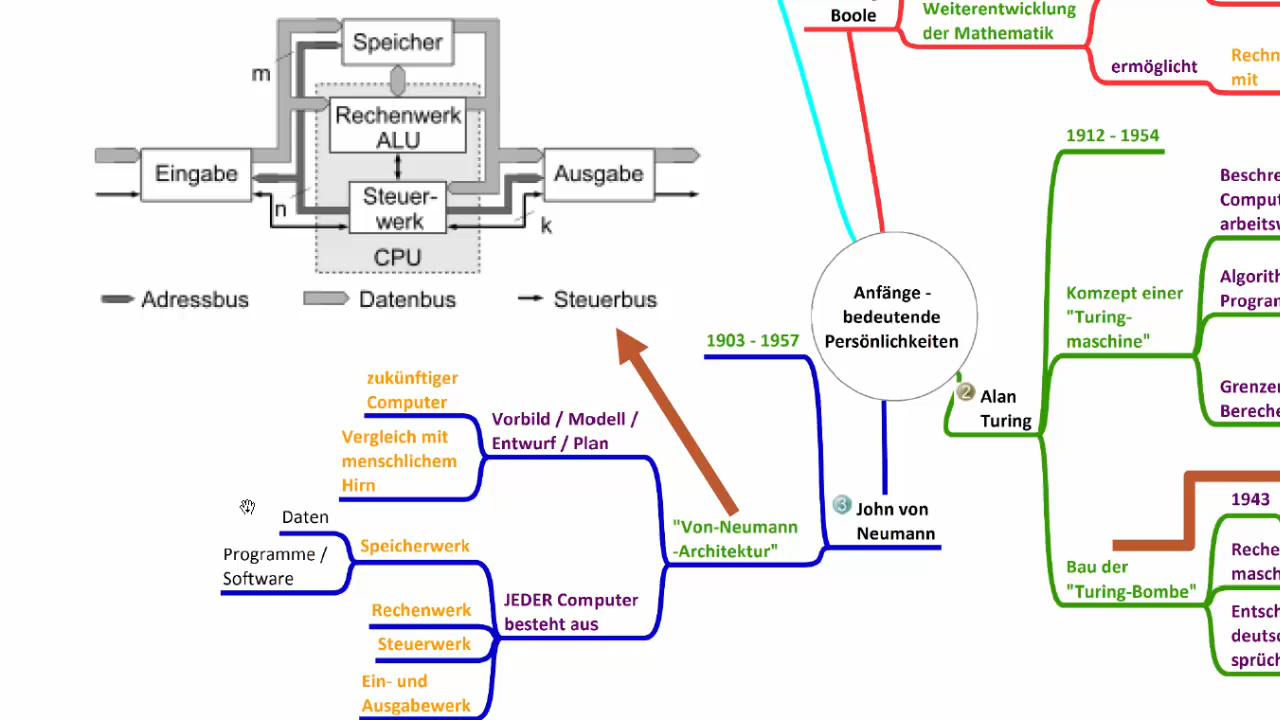 Speicher
m
Rechenwerk
ALU
Eingabe
Ausgabe
Steuer-
werk
n
k
CPU
Adressbus
Datenbus
Steuerbus
Boole
Weiterentwicklung
der Mathematik
ermöglicht
mit
1912 - 1954
Anfänge -
bedeutende
Persönlichkeiten
Komzept einer
"Turing-
maschine"
2
Alan
Turing
1903 - 1957
zukünftiger
Computer
Vorbild / Modell /
Entwurf / Plan
Vergleich mit
menschlichem
Hirn
3
John von
Neumann
"Von-Neumann
-Architektur"
Daten
Programme /
Software
Speicherwerk
JEDER Computer
besteht aus
Rechenwerk
Steuerwerk
Ein- und
Ausgabewerk
1943
Bau der
"Turing-Bombe"